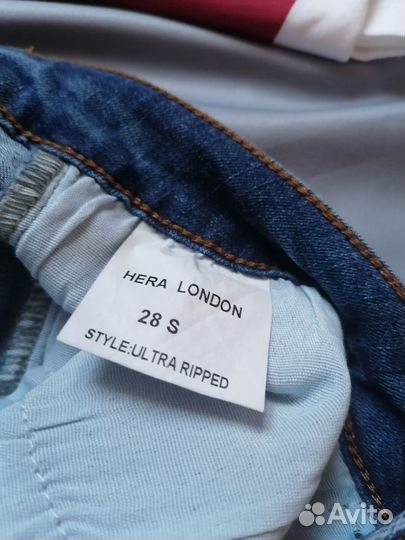 HERA LONDON
28 S
STYLE:ULTRA RIPPED
Avito